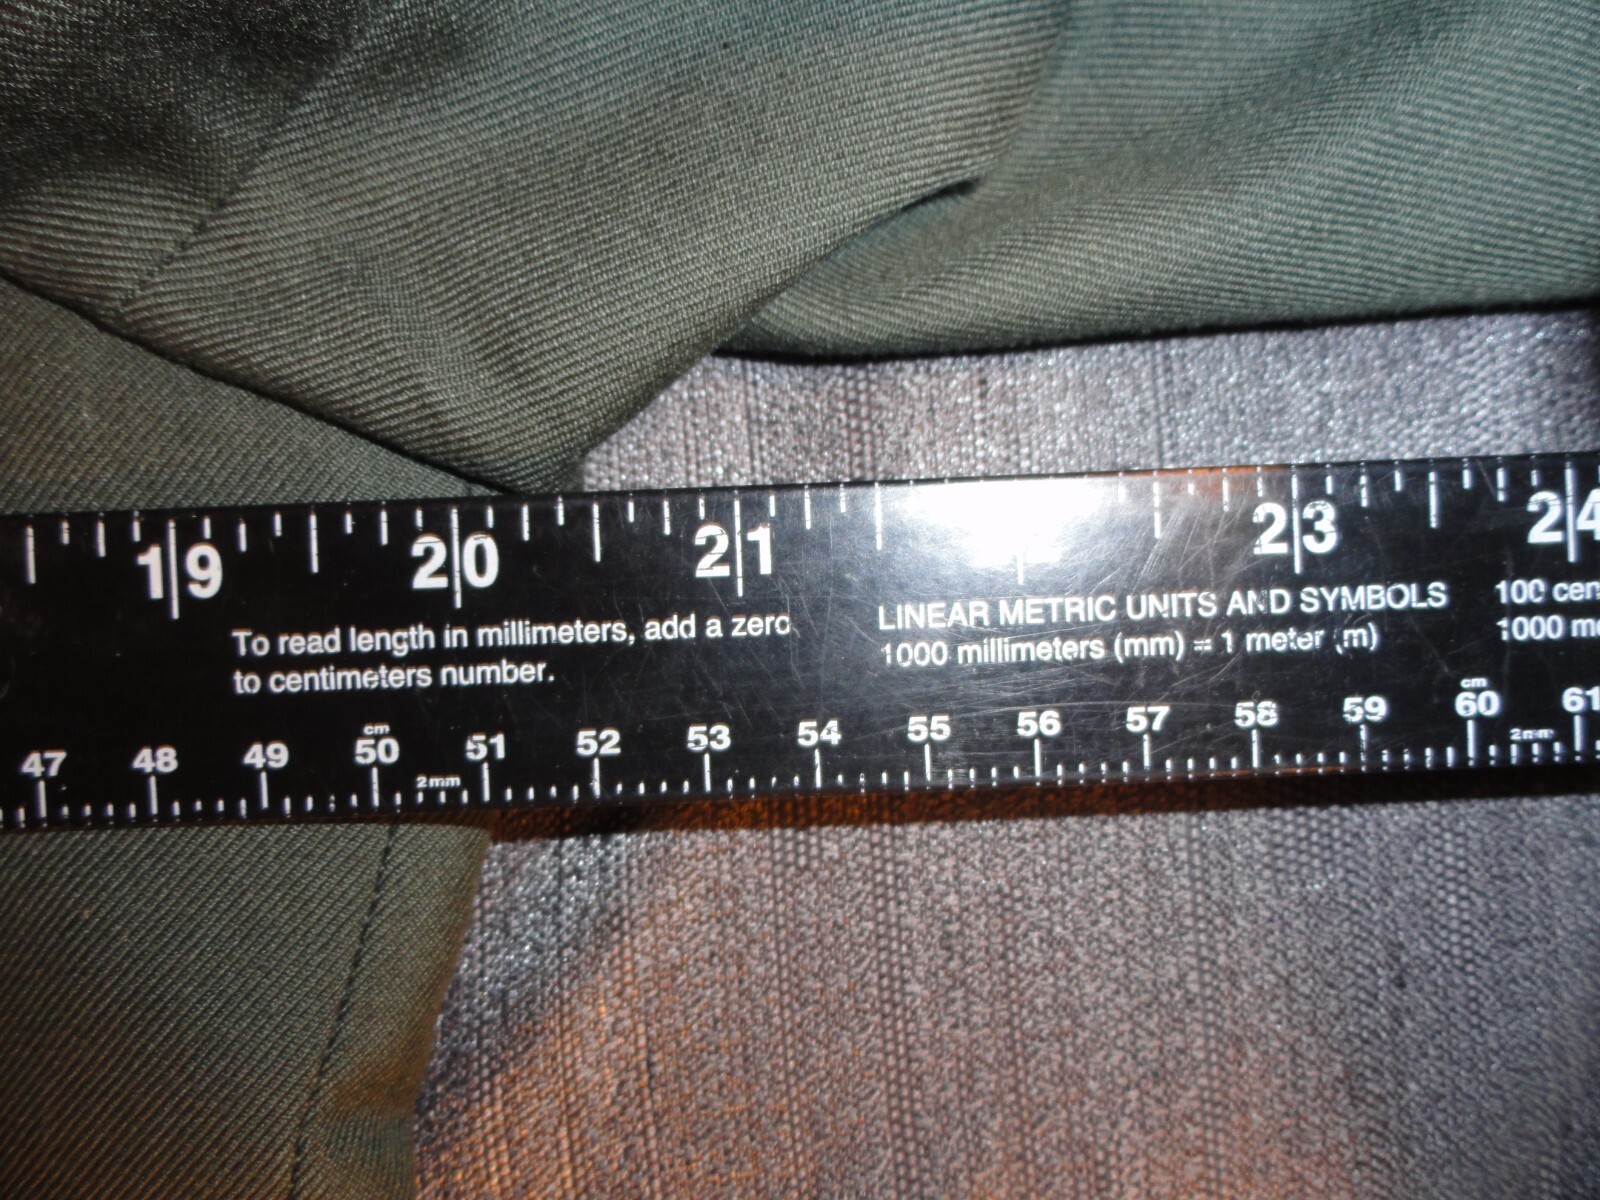 19 20 21 23 24
To read length in millimeters, add a zero
to centimeters number.
LINEAR METRIC UNITS AND SYMBOLS
1000 millimeters (mm) = 1 meter (m)
100
1000
cm cm
47 48 49 50 51 52 53 54 55 56 57 58 59 60 61
2mm 2mm